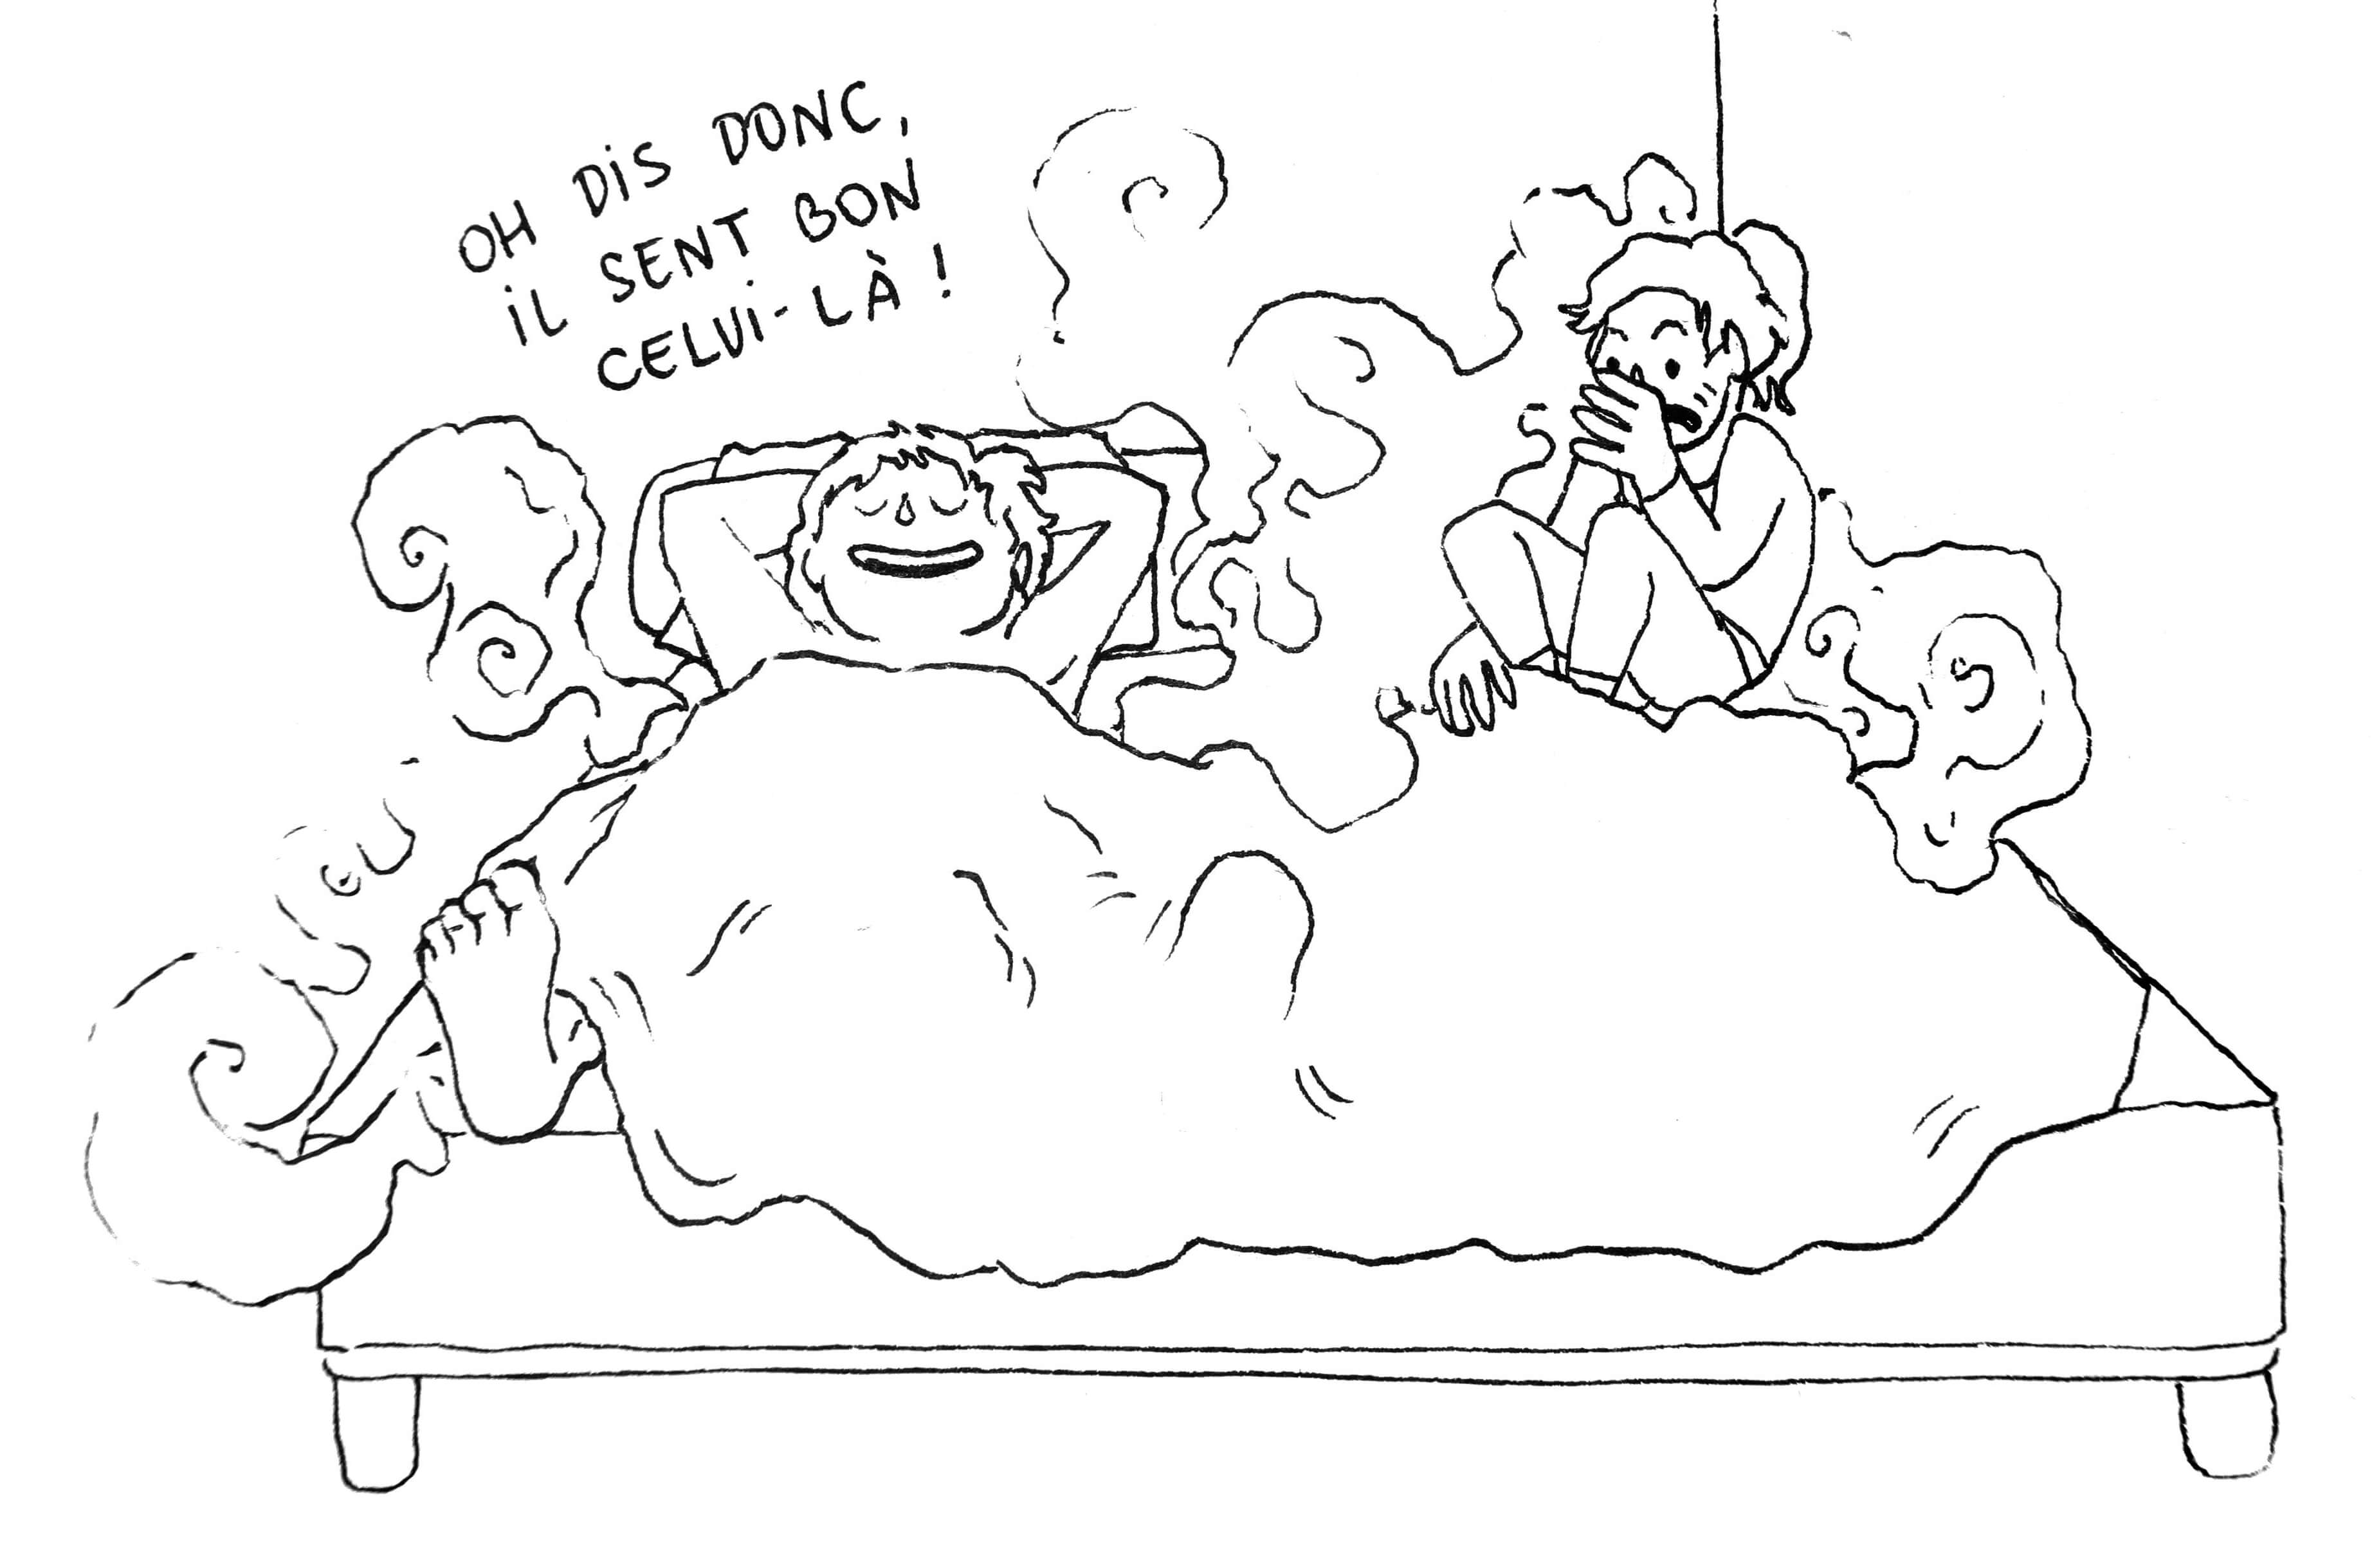 OH DiS DONC,
iL SENT BON
CELUi-LÀ !